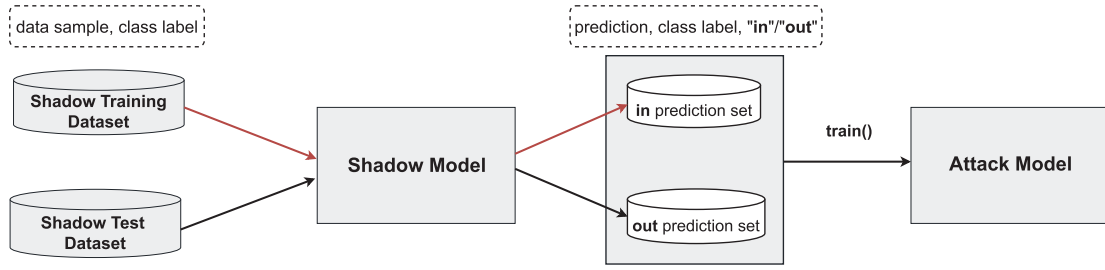 data sample, class label
prediction, class label, "in"/"out"
Shadow Training
Dataset
in prediction set
train()
Shadow Model
Attack Model
Shadow Test
Dataset
out prediction set